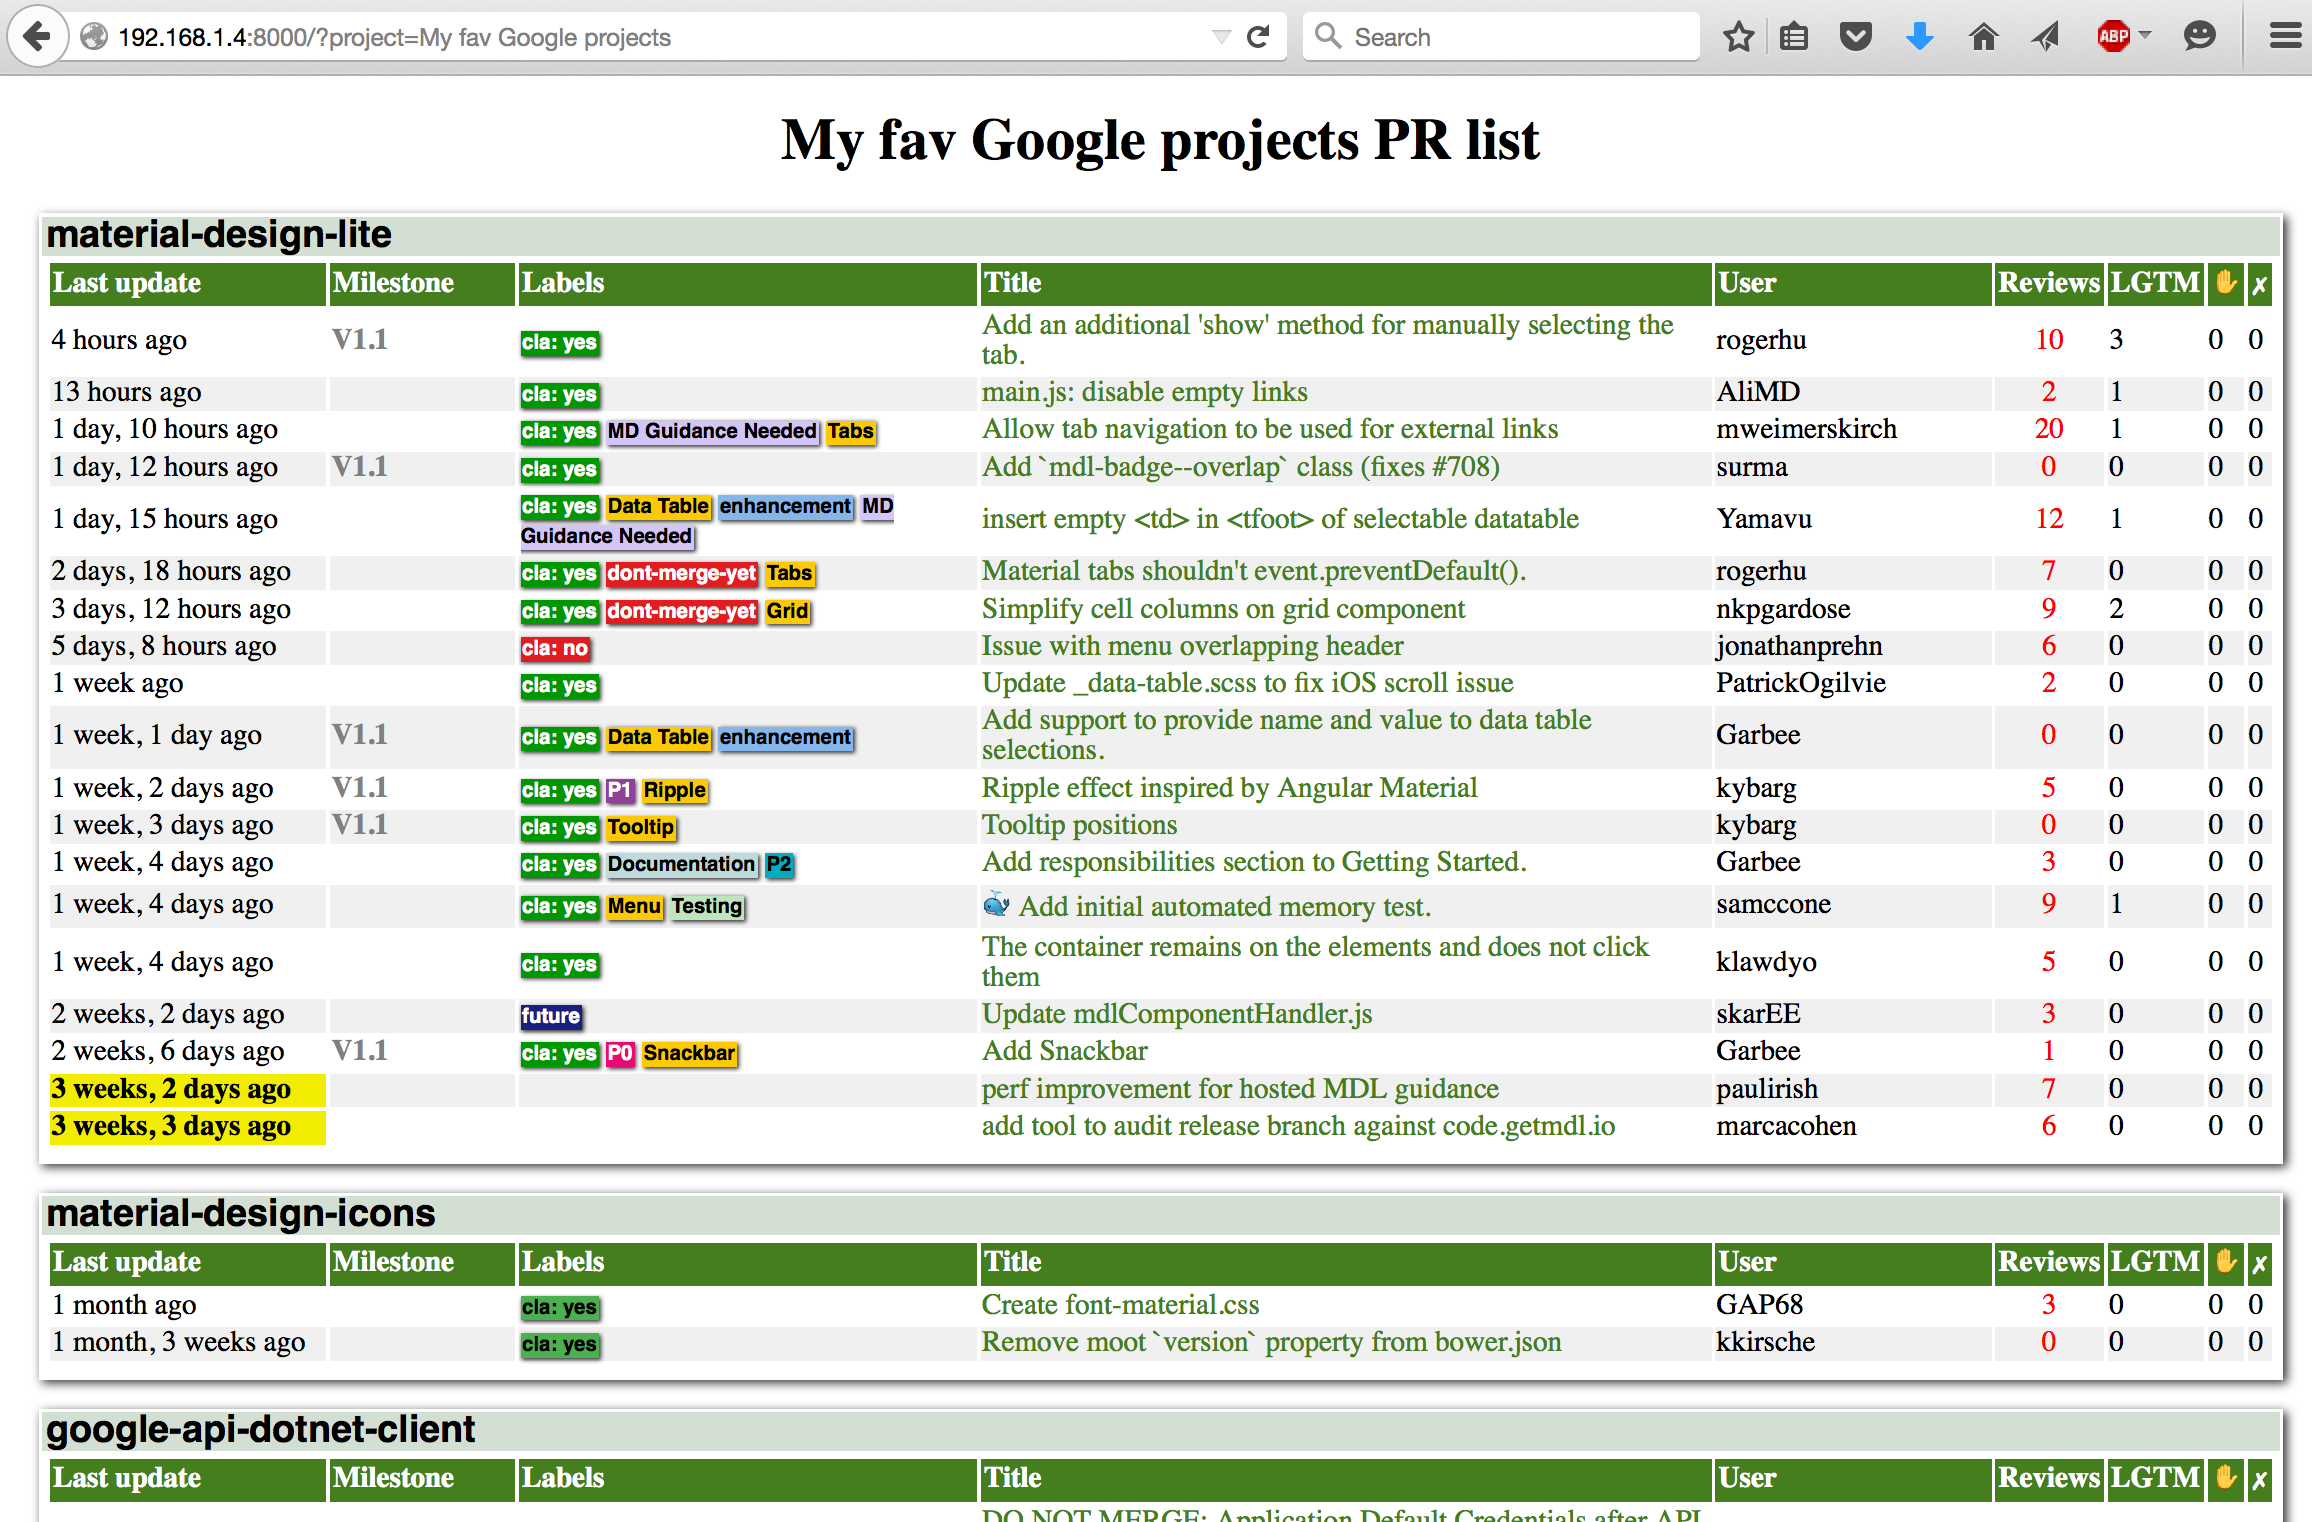 192.168.1.4:8000/?project=My fav Google projects
Search
ABP
My fav Google projects PR list
material-design-lite
Last update Milestone Labels Title User Reviews LGTM ✋ ✗
4 hours ago V1.1 cla: yes Add an additional 'show' method for manually selecting the
tab. rogerhu 10 3 0 0
13 hours ago cla: yes main.js: disable empty links AliMD 2 1 0 0
1 day, 10 hours ago cla: yes MD Guidance Needed Tabs Allow tab navigation to be used for external links mweimerskirch 20 1 0 0
1 day, 12 hours ago V1.1 cla: yes Add `mdl-badge--overlap` class (fixes #708) surma 0 0 0 0
1 day, 15 hours ago cla: yes Data Table enhancement MD
Guidance Needed insert empty <td> in <tfoot> of selectable datatable Yamavu 12 1 0 0
2 days, 18 hours ago cla: yes dont-merge-yet Tabs Material tabs shouldn't event.preventDefault(). rogerhu 7 0 0 0
3 days, 12 hours ago cla: yes dont-merge-yet Grid Simplify cell columns on grid component nkpgardose 9 2 0 0
5 days, 8 hours ago cla: no Issue with menu overlapping header jonathanprehn 6 0 0 0
1 week ago cla: yes Update _data-table.scss to fix iOS scroll issue PatrickOgilvie 2 0 0 0
1 week, 1 day ago V1.1 cla: yes Data Table enhancement Add support to provide name and value to data table
selections. Garbee 0 0 0 0
1 week, 2 days ago V1.1 cla: yes P1 Ripple Ripple effect inspired by Angular Material kybarg 5 0 0 0
1 week, 3 days ago V1.1 cla: yes Tooltip Tooltip positions kybarg 0 0 0 0
1 week, 4 days ago cla: yes Documentation P2 Add responsibilities section to Getting Started. Garbee 3 0 0 0
1 week, 4 days ago cla: yes Menu Testing 🐳 Add initial automated memory test. samccone 9 1 0 0
1 week, 4 days ago cla: yes The container remains on the elements and does not click
them klawdyo 5 0 0 0
2 weeks, 2 days ago future Update mdlComponentHandler.js skarEE 3 0 0 0
2 weeks, 6 days ago V1.1 cla: yes P0 Snackbar Add Snackbar Garbee 1 0 0 0
3 weeks, 2 days ago perf improvement for hosted MDL guidance paulirish 7 0 0 0
3 weeks, 3 days ago add tool to audit release branch against code.getmdl.io marcacohen 6 0 0 0
material-design-icons
Last update Milestone Labels Title User Reviews LGTM ✋ ✗
1 month ago cla: yes Create font-material.css GAP68 3 0 0 0
1 month, 3 weeks ago cla: yes Remove moot `version` property from bower.json kkirsche 0 0 0 0
google-api-dotnet-client
Last update Milestone Labels Title User Reviews LGTM ✋ ✗
DO NOT MERGE: Application Default Credentials after API